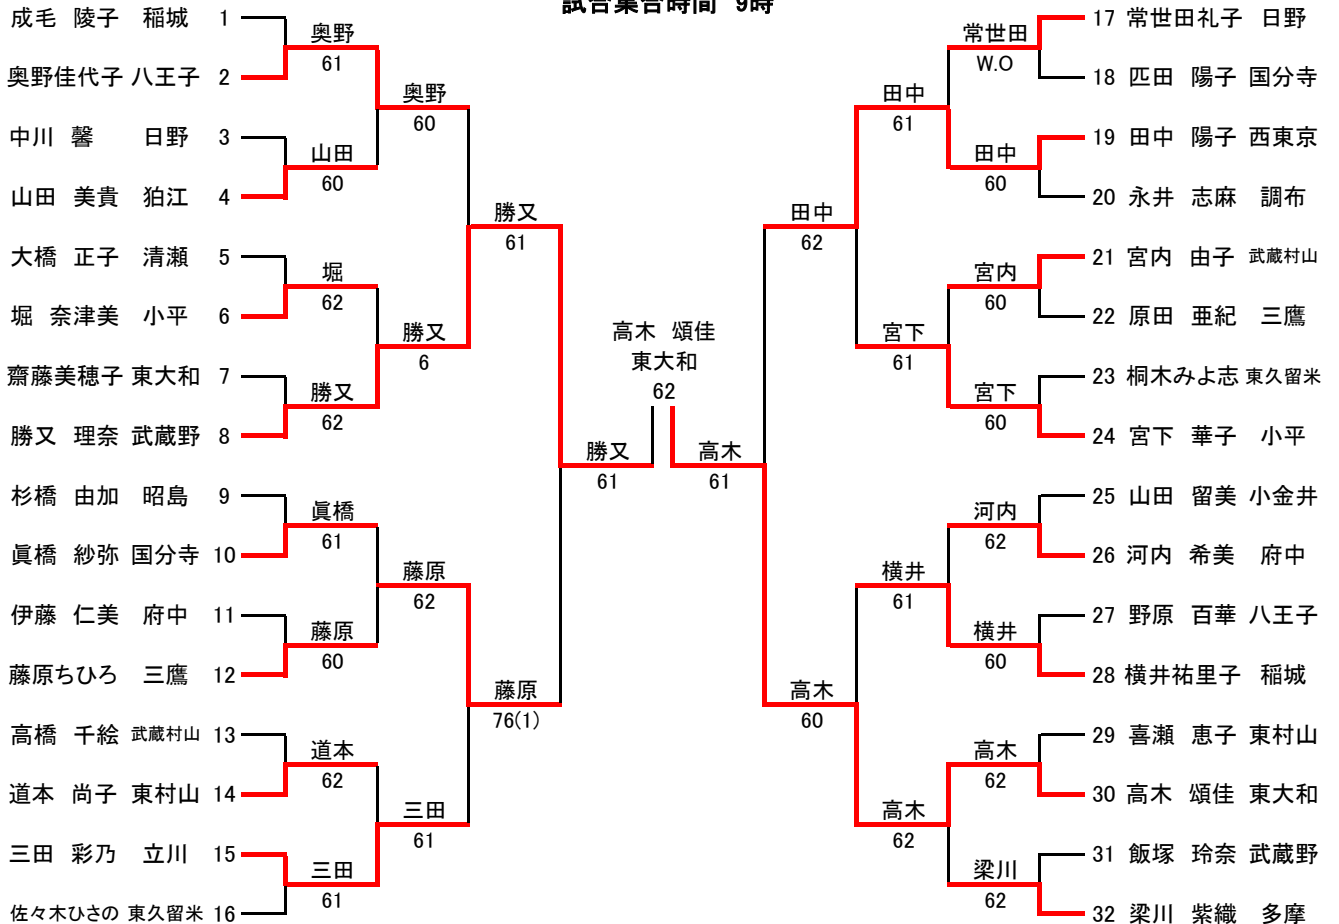 試合集合時間 9時
成毛 陵子 稲城 1
奥野佳代子 八王子 2
中川 馨 日野 3
山田 美貴 狛江 4
大橋 正子 清瀬 5
堀 奈津美 小平 6
齋藤美穂子 東大和 7
勝又 理奈 武蔵野 8
杉橋 由加 昭島 9
眞橋 紗弥 国分寺 10
伊藤 仁美 府中 11
藤原ちひろ 三鷹 12
高橋 千絵 武蔵村山 13
道本 尚子 東村山 14
三田 彩乃 立川 15
佐々木ひさの 東久留米 16
奥野
61
山田
60
堀
62
勝又
62
眞橋
61
藤原
60
道本
62
三田
61
奥野
60
勝又
6
藤原
62
三田
61
勝又
61
藤原
76(1)
勝又
61
高木 頌佳
東大和
62
高木
61
田中
62
高木
60
田中
61
宮下
61
横井
61
高木
62
常世田
W.O
田中
60
宮内
60
宮下
60
河内
62
横井
60
高木
62
梁川
62
17 常世田礼子 日野
18 匹田 陽子 国分寺
19 田中 陽子 西東京
20 永井 志麻 調布
21 宮内 由子 武蔵村山
22 原田 亜紀 三鷹
23 桐木みよ志 東久留米
24 宮下 華子 小平
25 山田 留美 小金井
26 河内 希美 府中
27 野原 百華 八王子
28 横井祐里子 稲城
29 喜瀬 恵子 東村山
30 高木 頌佳 東大和
31 飯塚 玲奈 武蔵野
32 梁川 紫織 多摩